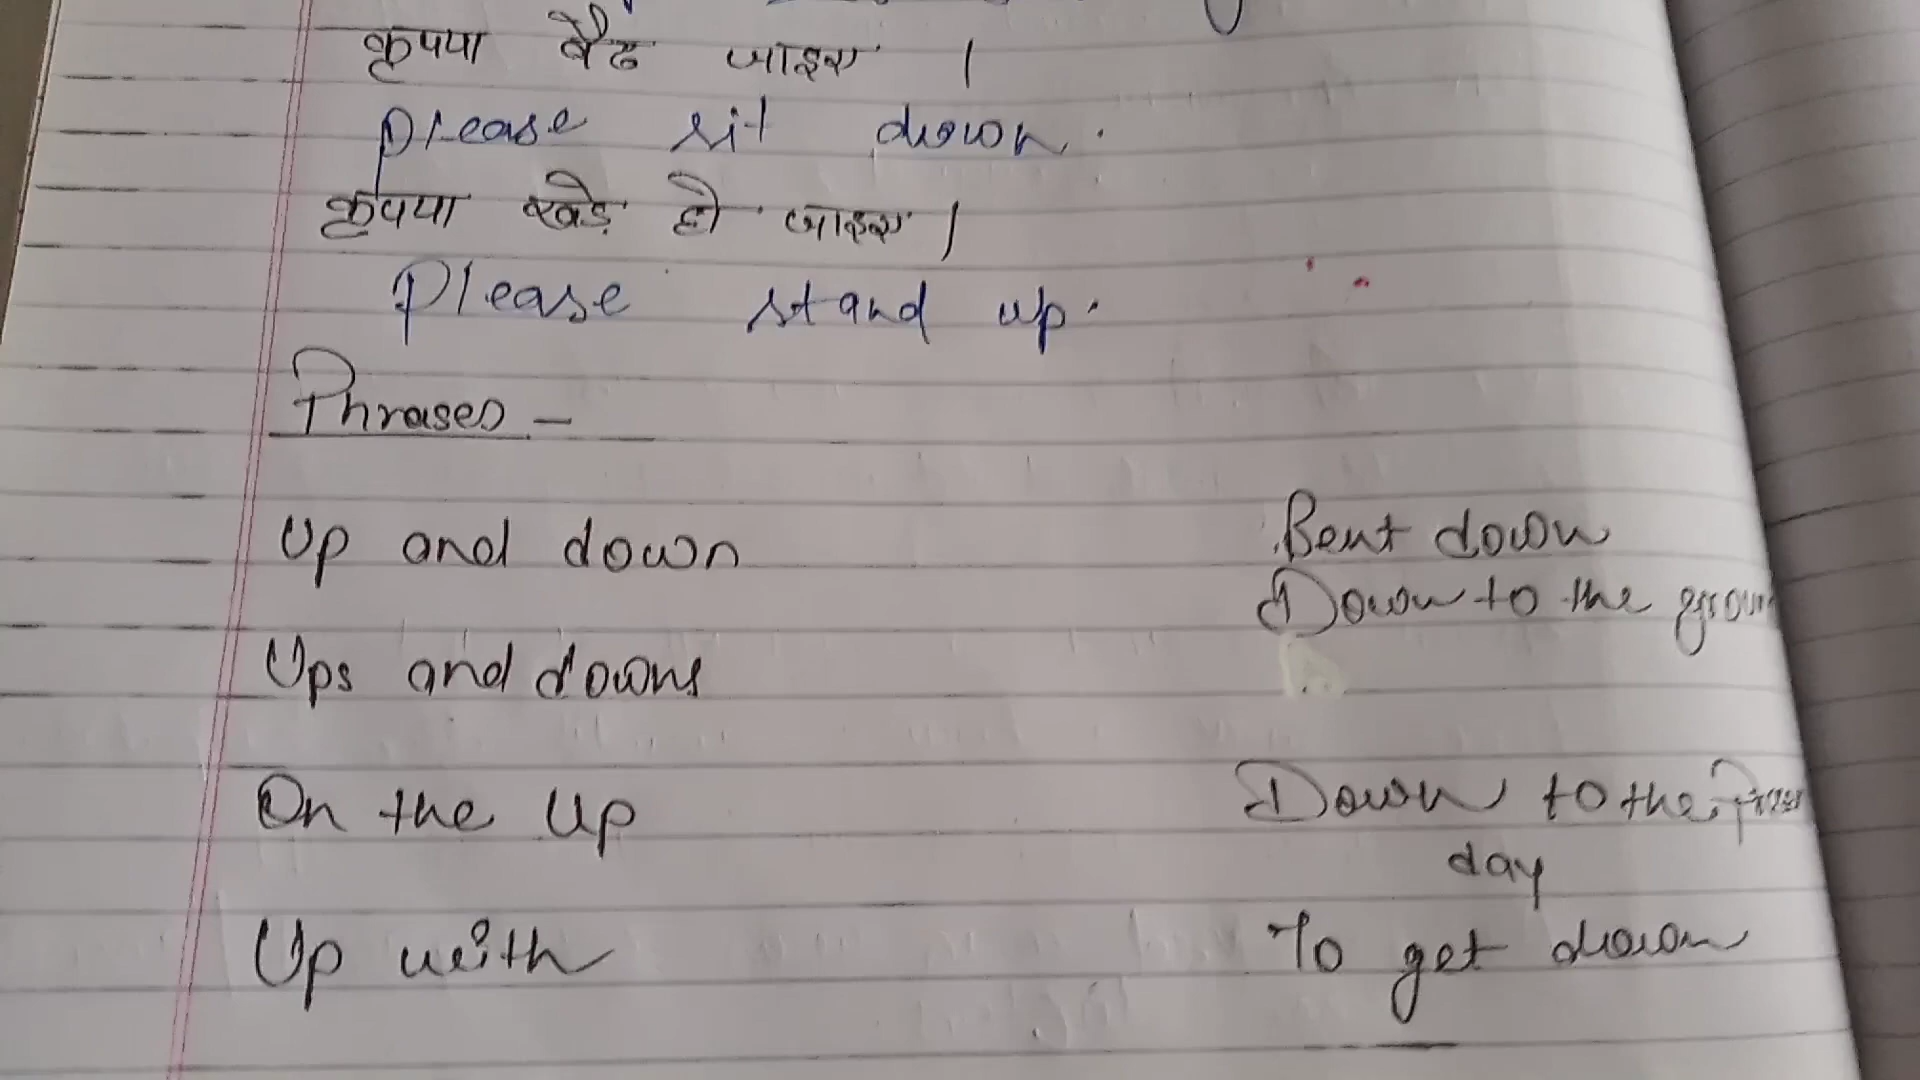 कृपया बैठ जाइए ।
please sit down.
कृपया खड़े हो जाइए ।
Please stand up.
Phrases -
Up and down
Bent down
Down to the groun
Ups and downs
On the up
Down to the
day
Up with
To get down